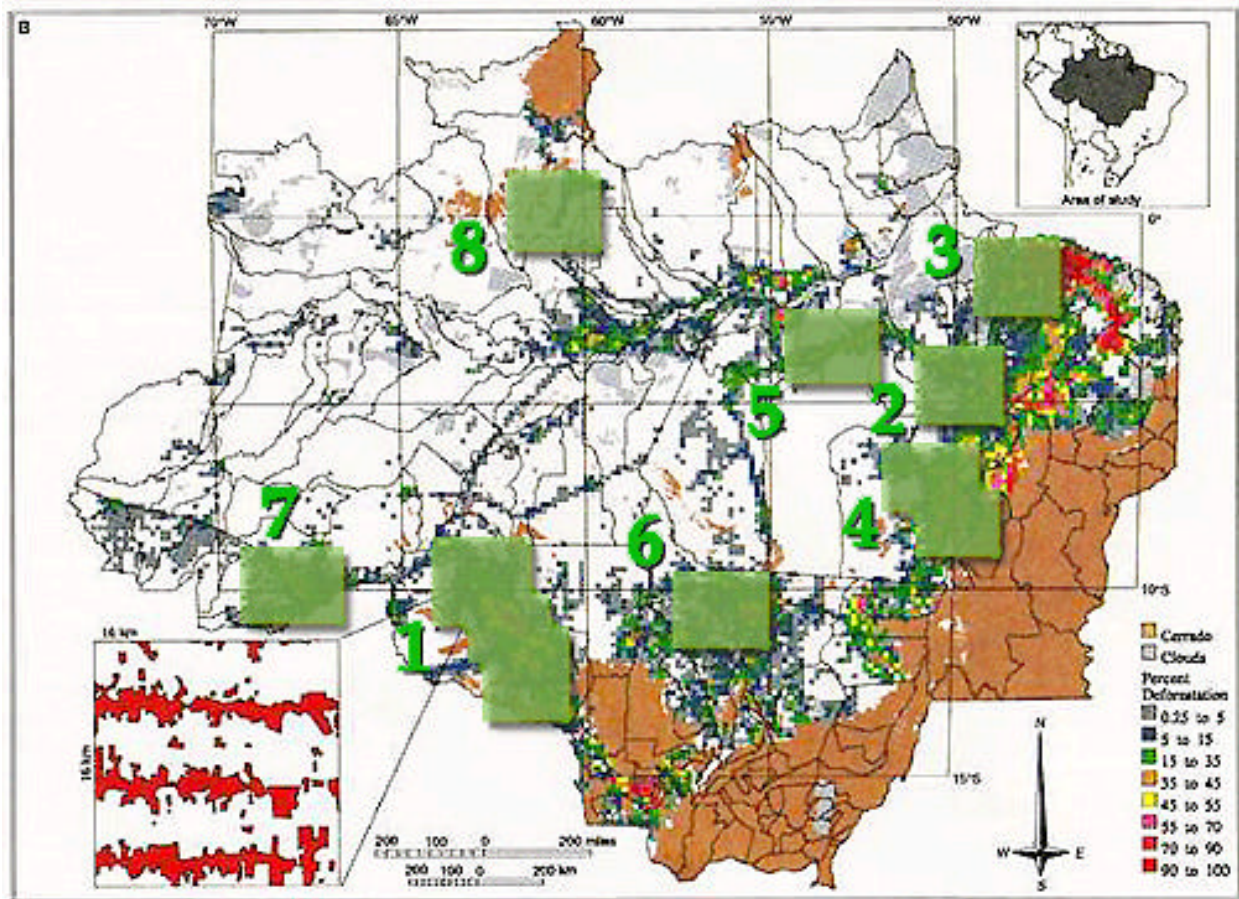 B
70°W
65°W
60°W
55°W
50°W
Area of study
0°
3
8
5
2
7
6
4
1
10°S
15°S
16 km
16 km
Cerrado
Clouds
Percent
Deforestation
0.25 to 5
5 to 15
15 to 35
35 to 45
45 to 55
55 to 70
70 to 90
90 to 100
N
W E
S
200 100 0 200 miles
200 100 0 200 km